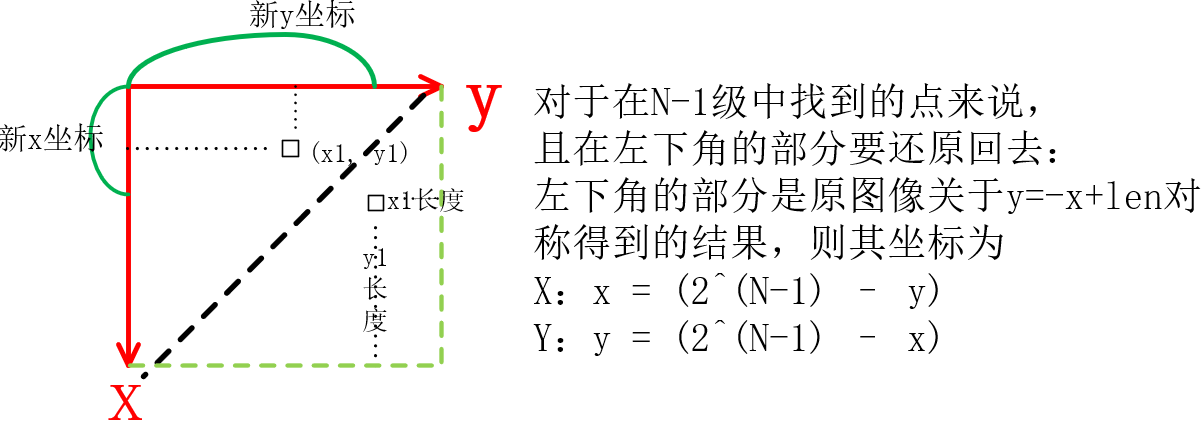 新y坐标
y
新x坐标
(x1, y1)
x1长度
y1
长
度
x
对于在N-1级中找到的点来说，
且在左下角的部分要还原回去：
左下角的部分是原图像关于y=-x+len对
称得到的结果，则其坐标为
X：x = (2^(N-1) - y)
Y：y = (2^(N-1) - x)